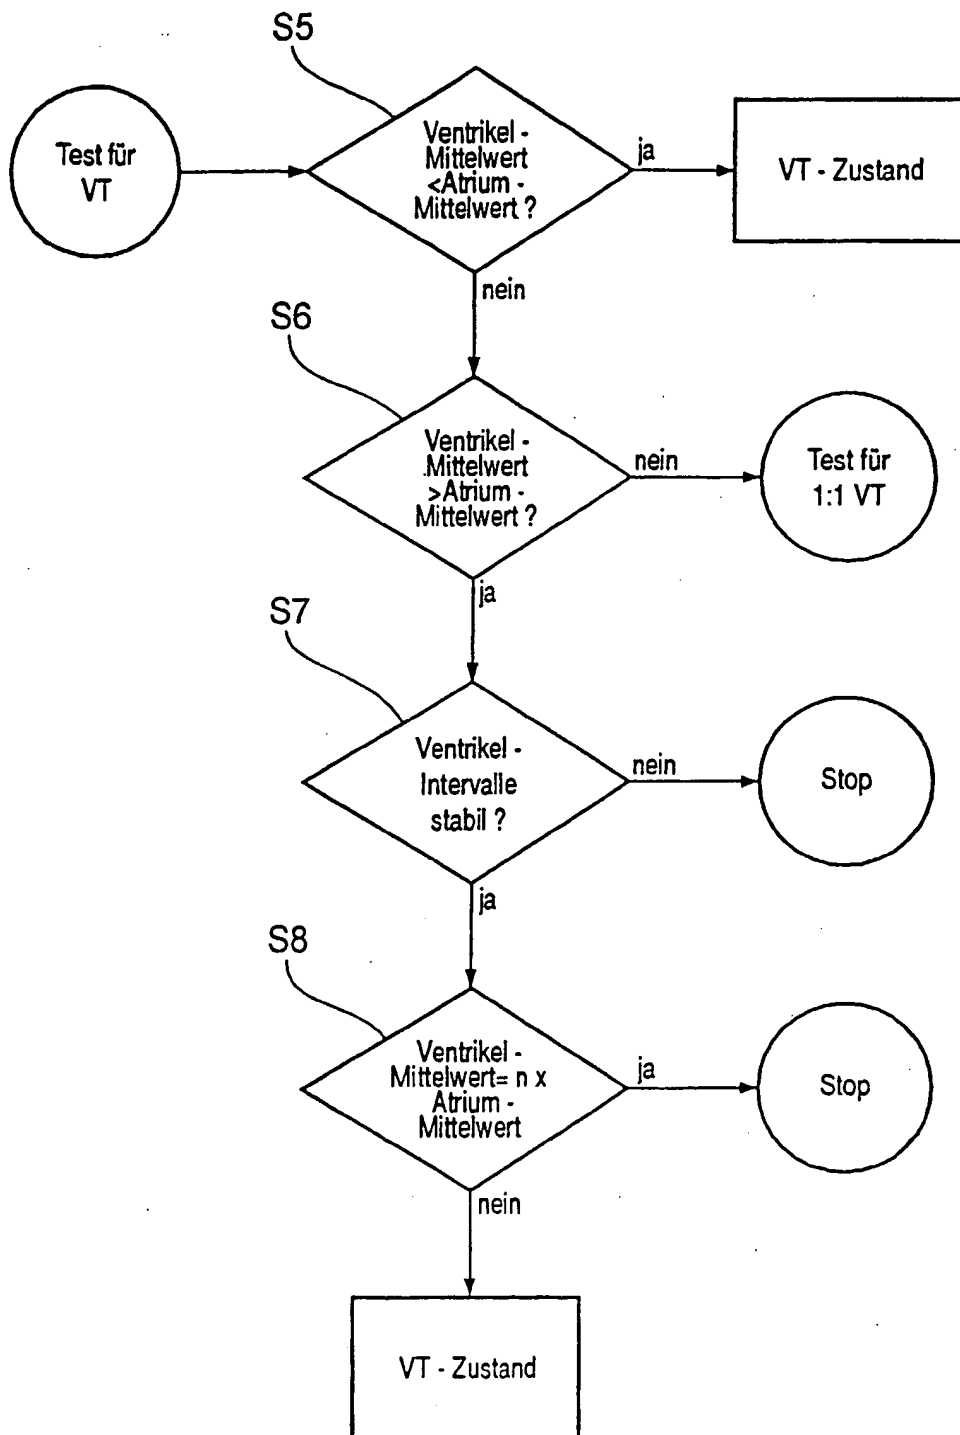 S5
Test für
VT
Ventrikel -
Mittelwert
<Atrium -
Mittelwert ?
ja
VT - Zustand
nein
S6
Ventrikel -
Mittelwert
>Atrium -
Mittelwert ?
nein
Test für
1:1 VT
ja
S7
Ventrikel -
Intervalle
stabil ?
nein
Stop
ja
S8
Ventrikel -
Mittelwert= n x
Atrium -
Mittelwert
ja
Stop
nein
VT - Zustand